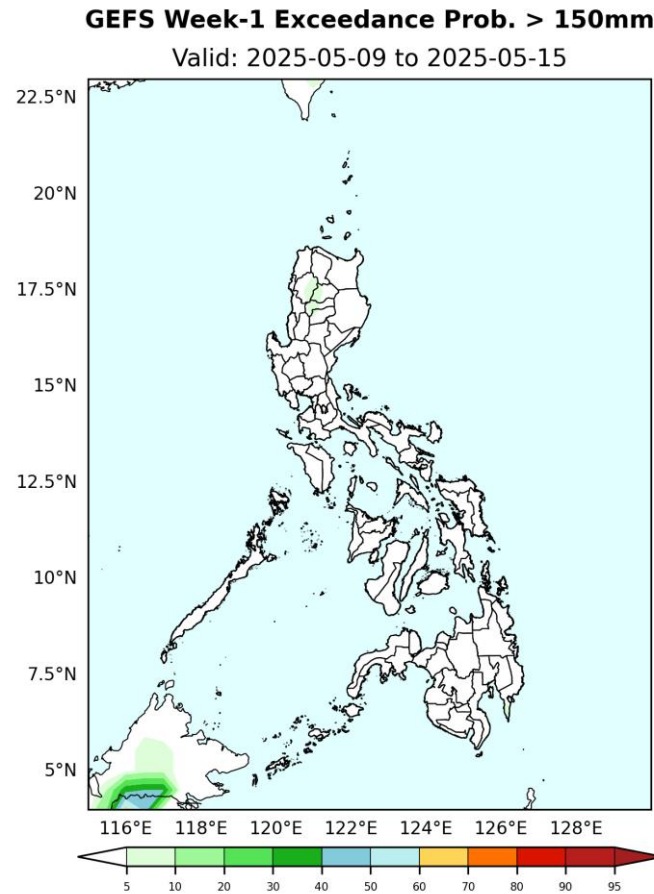 GEFS Week-1 Exceedance Prob. > 150mm
Valid: 2025-05-09 to 2025-05-15
22.5°N
20°N
17.5°N
15°N
12.5°N
10°N
7.5°N
5°N
116°E 118°E 120°E 122°E 124°E 126°E 128°E
5 10 20 30 40 50 60 70 80 90 95